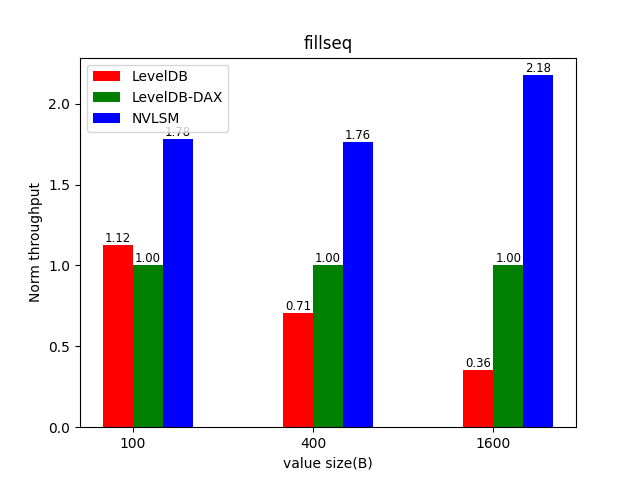 fillseq
LevelDB
LevelDB-DAX
NVLSM
2.18
1.78
1.76
1.12
1.00
1.00
1.00
0.71
0.36
2.0
1.5
1.0
0.5
0.0
Norm throughput
100
400
1600
value size(B)